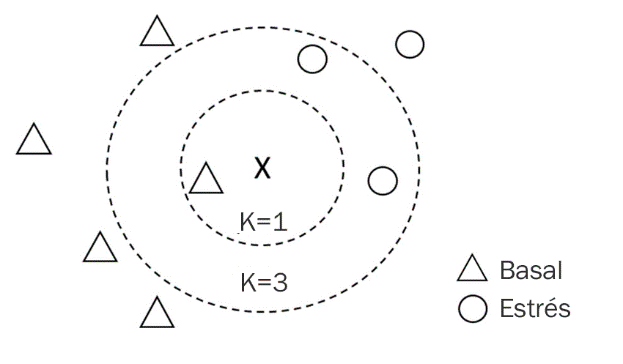 X
K=1
K=3
Basal
Estrés